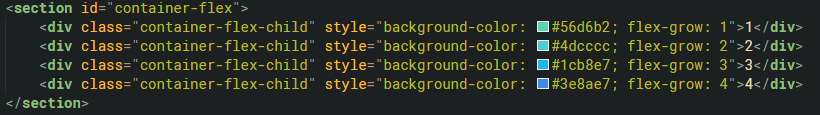 <section id="container-flex">
<div class="container-flex-child" style="background-color: #56d6b2; flex-grow: 1">1</div>
<div class="container-flex-child" style="background-color: #4dcccc; flex-grow: 2">2</div>
<div class="container-flex-child" style="background-color: #1cb8e7; flex-grow: 3">3</div>
<div class="container-flex-child" style="background-color: #3e8ae7; flex-grow: 4">4</div>
</section>